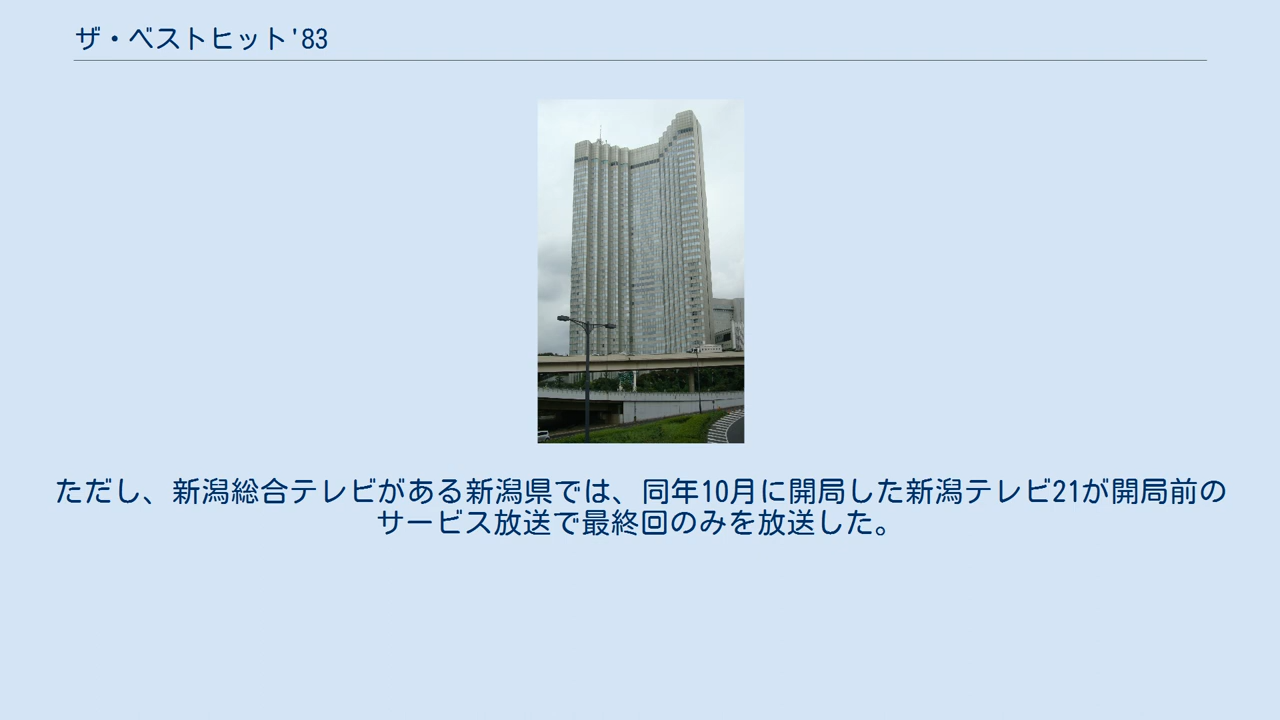 ザ・ベストヒット'83
ただし、新潟総合テレビがある新潟県では、同年10月に開局した新潟テレビ21が開局前の
サービス放送で最終回のみを放送した。